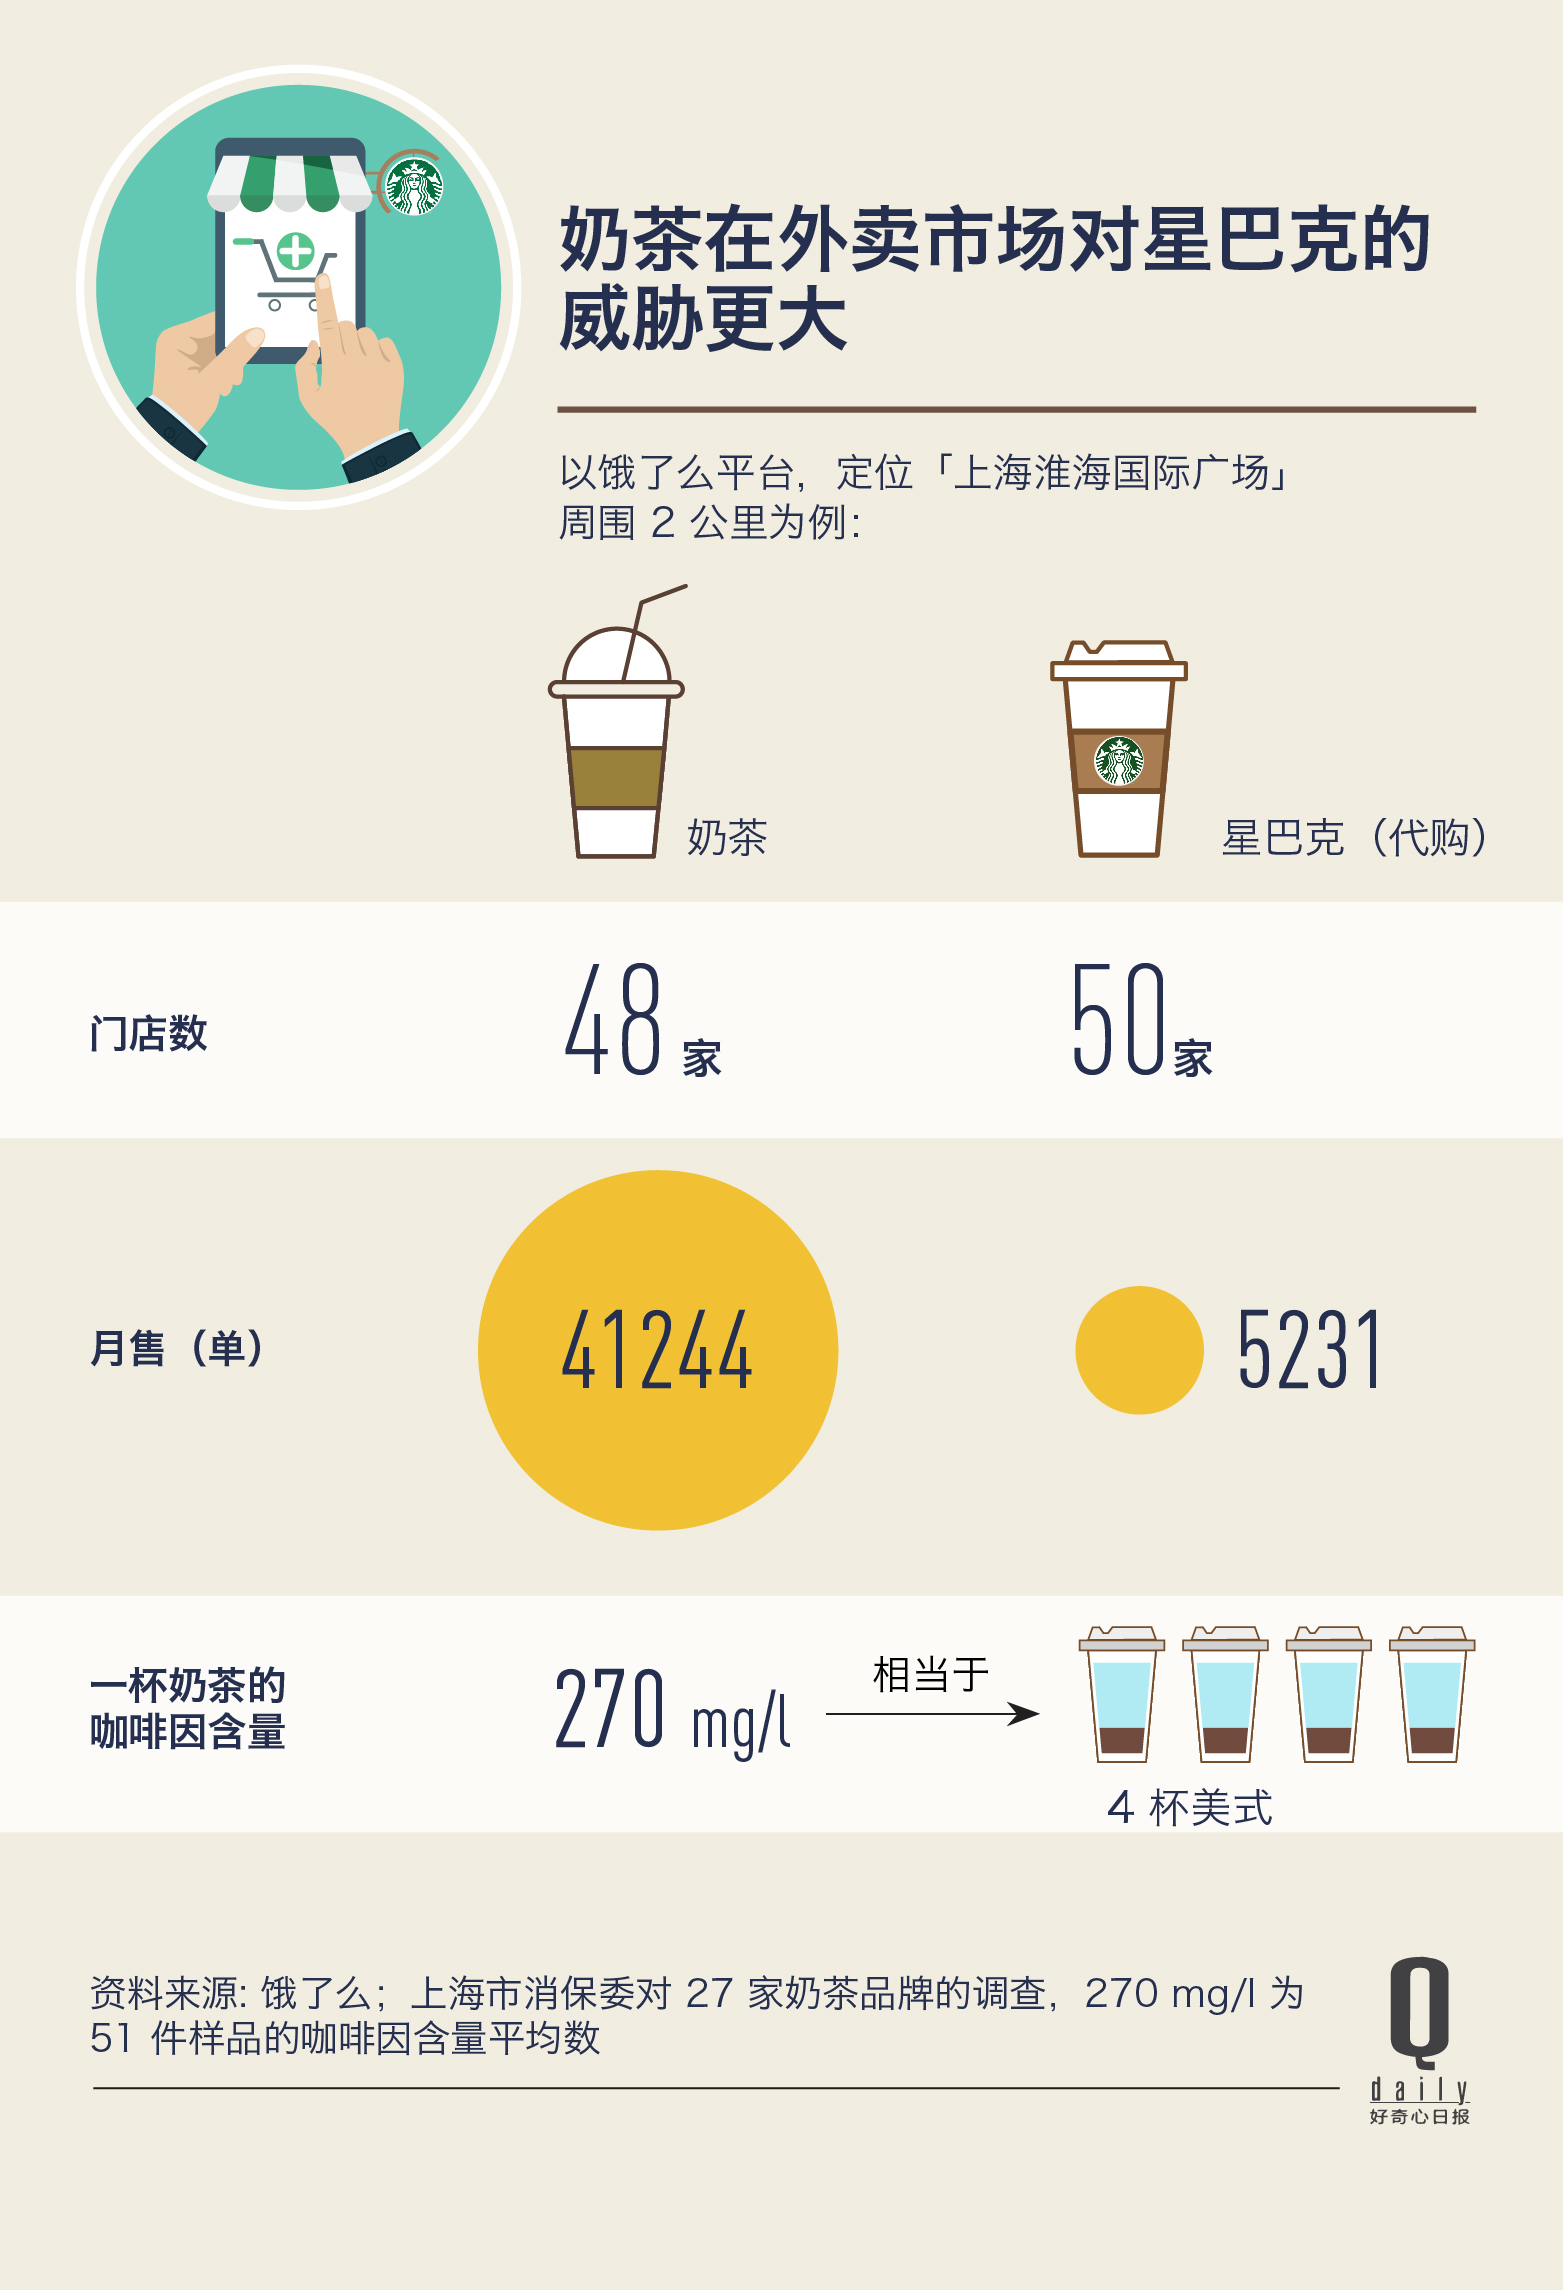 奶茶在外卖市场对星巴克的
威胁更大
以饿了么平台，定位「上海淮海国际广场」
周围 2 公里为例：
奶茶
星巴克（代购）
门店数
48 家
50家
月售（单）
41244
5231
一杯奶茶的
咖啡因含量
270 mg/l
相当于
4 杯美式
资料来源: 饿了么；上海市消保委对 27 家奶茶品牌的调查，270 mg/l 为
51 件样品的咖啡因含量平均数
Q
daily
好奇心日报